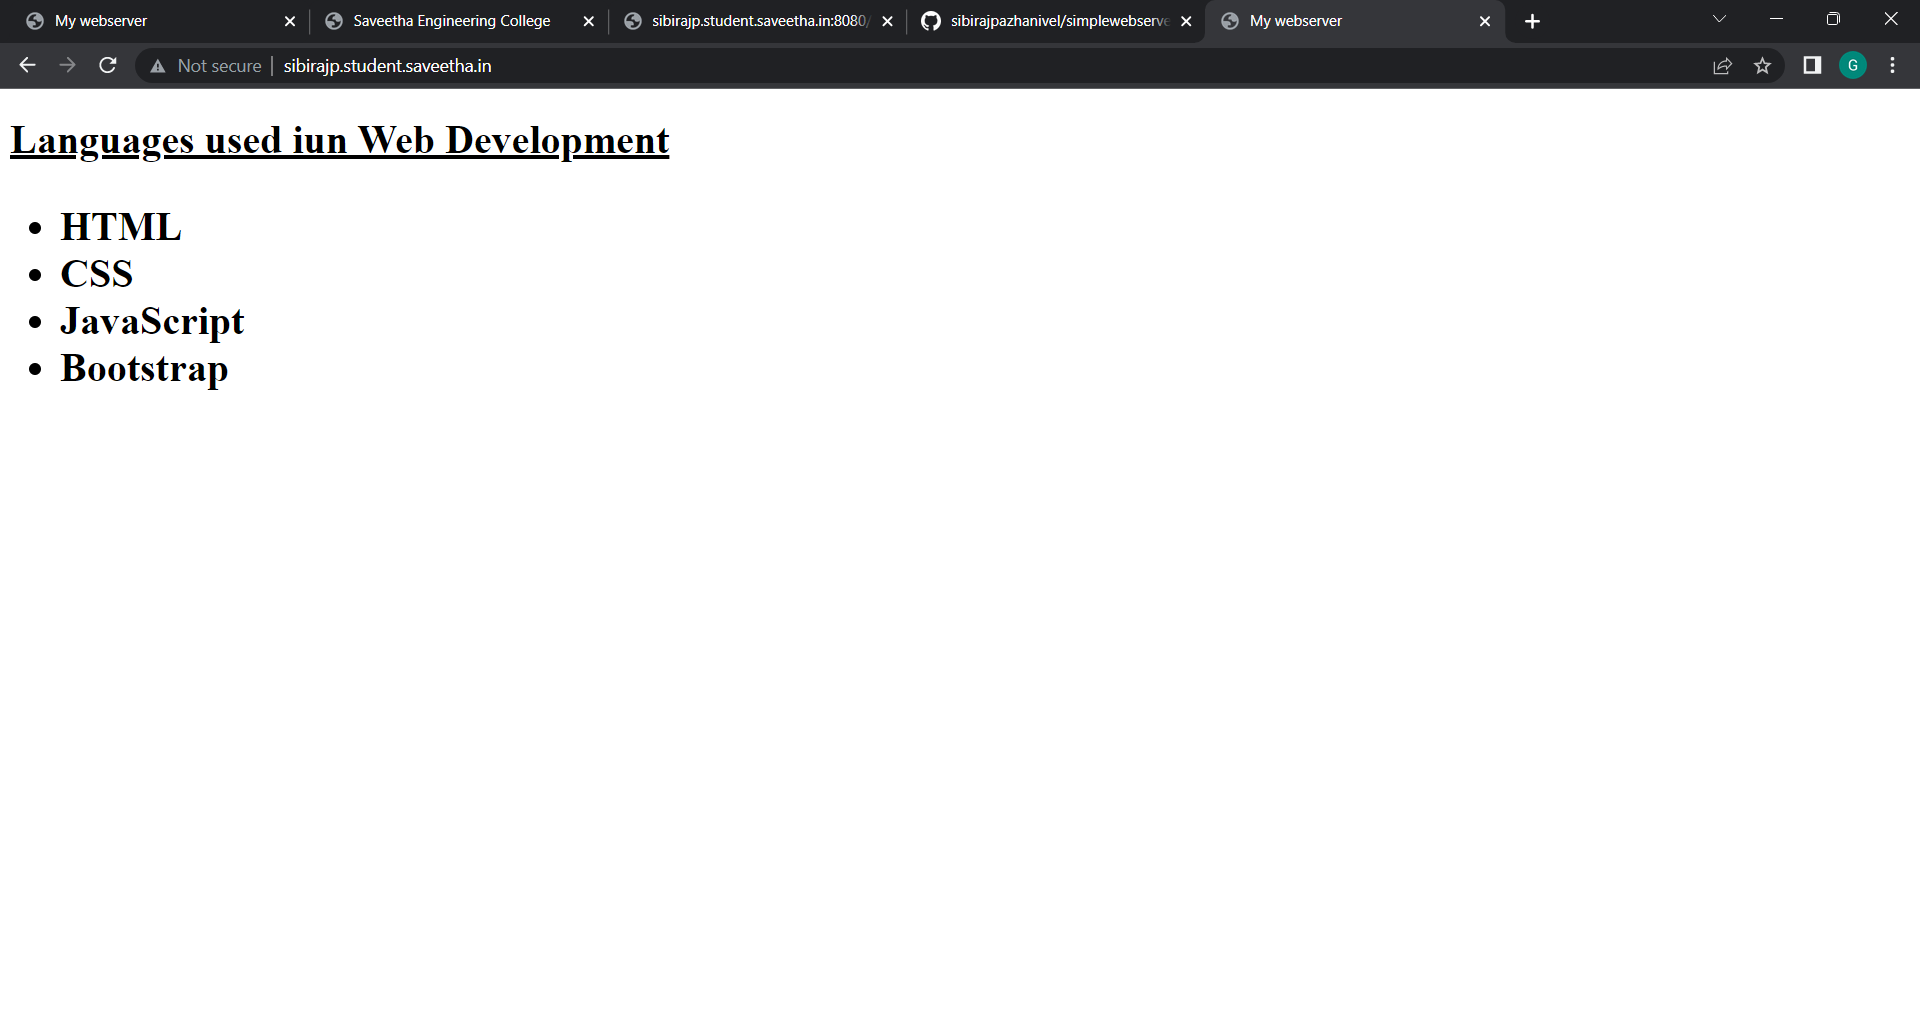 My webserver
Saveetha Engineering College
sibirajp.student.saveetha.in:8080/
sibirajpazhanivel/simplewebserve
My webserver
Not secure
sibirajp.student.saveetha.in
G
Languages used iun Web Development
HTML
CSS
JavaScript
Bootstrap